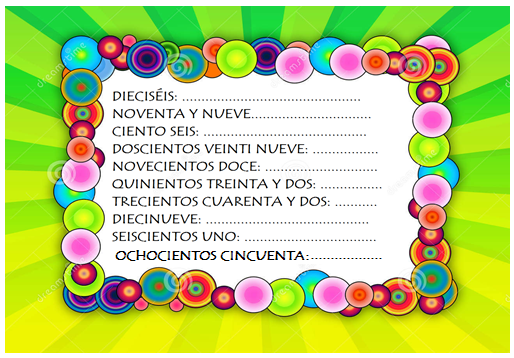 DIECISÉIS: ........................................
NOVENTA Y NUEVE...........................
CIENTO SEIS: .....................................
DOSCIENTOS VEINTI NUEVE: ..............
NOVECIENTOS DOCE: .........................
QUINIENTOS TREINTA Y DOS: ..............
TRECIENTOS CUARENTA Y DOS: ..........
DIECINUEVE: .....................................
SEISCIENTOS UNO: ..............................
OCHOCIENTOS CINCUENTA:................